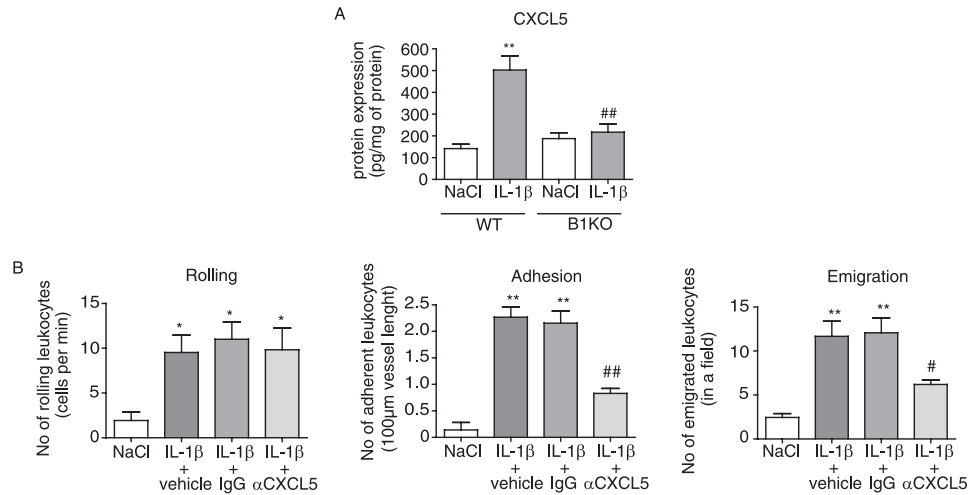 A
CXCL5
protein expression
(pg/mg of protein)
600
500
400
300
200
100
0
**
##
NaCl IL-1β NaCl IL-1β
WT B1KO
B
Rolling
No of rolling leukocytes
(cells per min)
15
10
5
0
* * *
NaCl IL-1β IL-1β IL-1β
+ + +
vehicle IgG αCXCL5
Adhesion
No of adherent leukocytes
(100μm vessel lenght)
2.5
2.0
1.0
0.5
0
** **
##
NaCl IL-1β IL-1β IL-1β
+ + +
vehicle IgG αCXCL5
Emigration
No of emigrated leukocytes
(in a field)
15
10
5
0
** **
#
NaCl IL-1β IL-1β IL-1β
+ + +
vehicle IgG αCXCL5